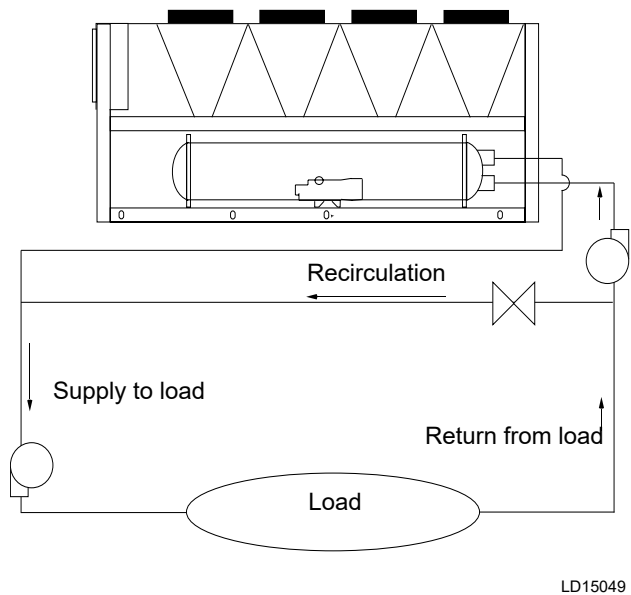 Recirculation
Supply to load
Return from load
Load
LD15049